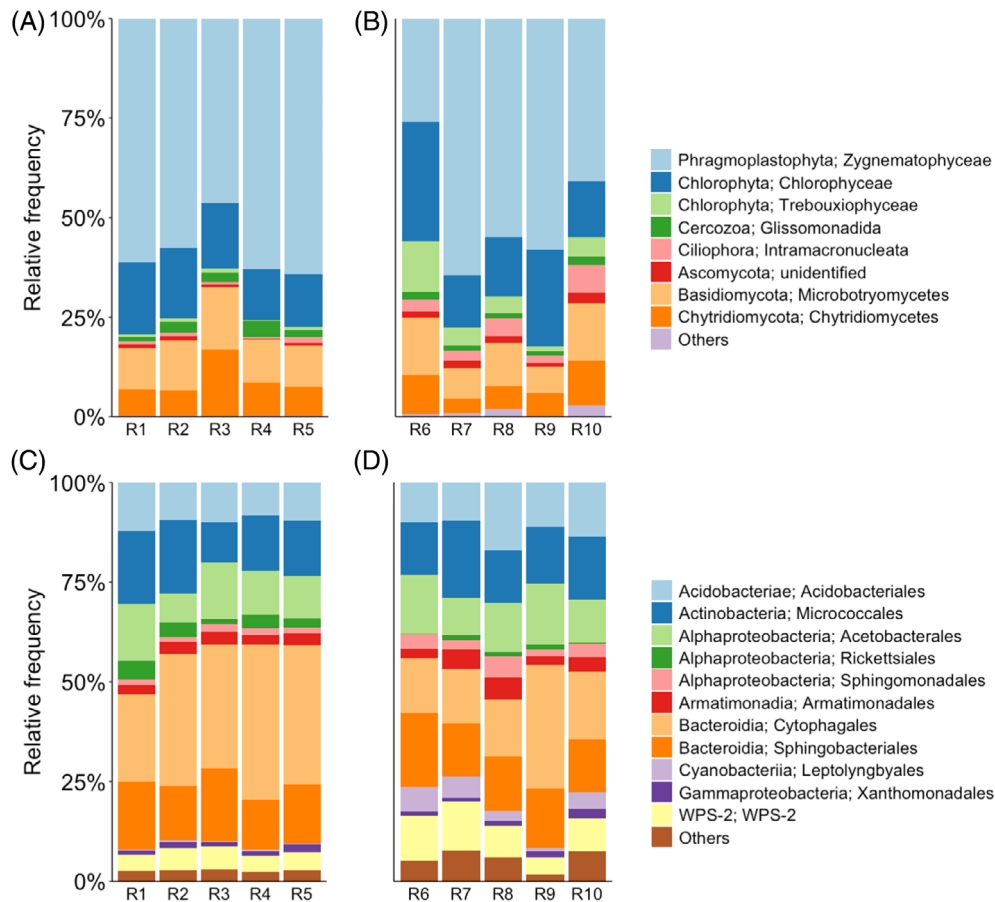 (A)
100%
75%
50%
25%
0%
Relative frequency
R1 R2 R3 R4 R5
(B)
R6 R7 R8 R9 R10
Phragmoplastophyta; Zygnematophyceae
Chlorophyta; Chlorophyceae
Chlorophyta; Trebouxiophyceae
Cercozoa; Glissomonadida
Ciliophora; Intramacronucleata
Ascomycota; unidentified
Basidiomycota; Microbotryomycetes
Chytridiomycota; Chytridiomycetes
Others
(C)
100%
75%
50%
25%
0%
Relative frequency
R1 R2 R3 R4 R5
(D)
R6 R7 R8 R9 R10
Acidobacteriae; Acidobacteriales
Actinobacteria; Micrococcales
Alphaproteobacteria; Acetobacterales
Alphaproteobacteria; Rickettsiales
Alphaproteobacteria; Sphingomonadales
Armatimonadia; Armatimonadales
Bacteroidia; Cytophagales
Bacteroidia; Sphingobacteriales
Cyanobacteriia; Leptolyngbyales
Gammaproteobacteria; Xanthomonadales
WPS-2; WPS-2
Others